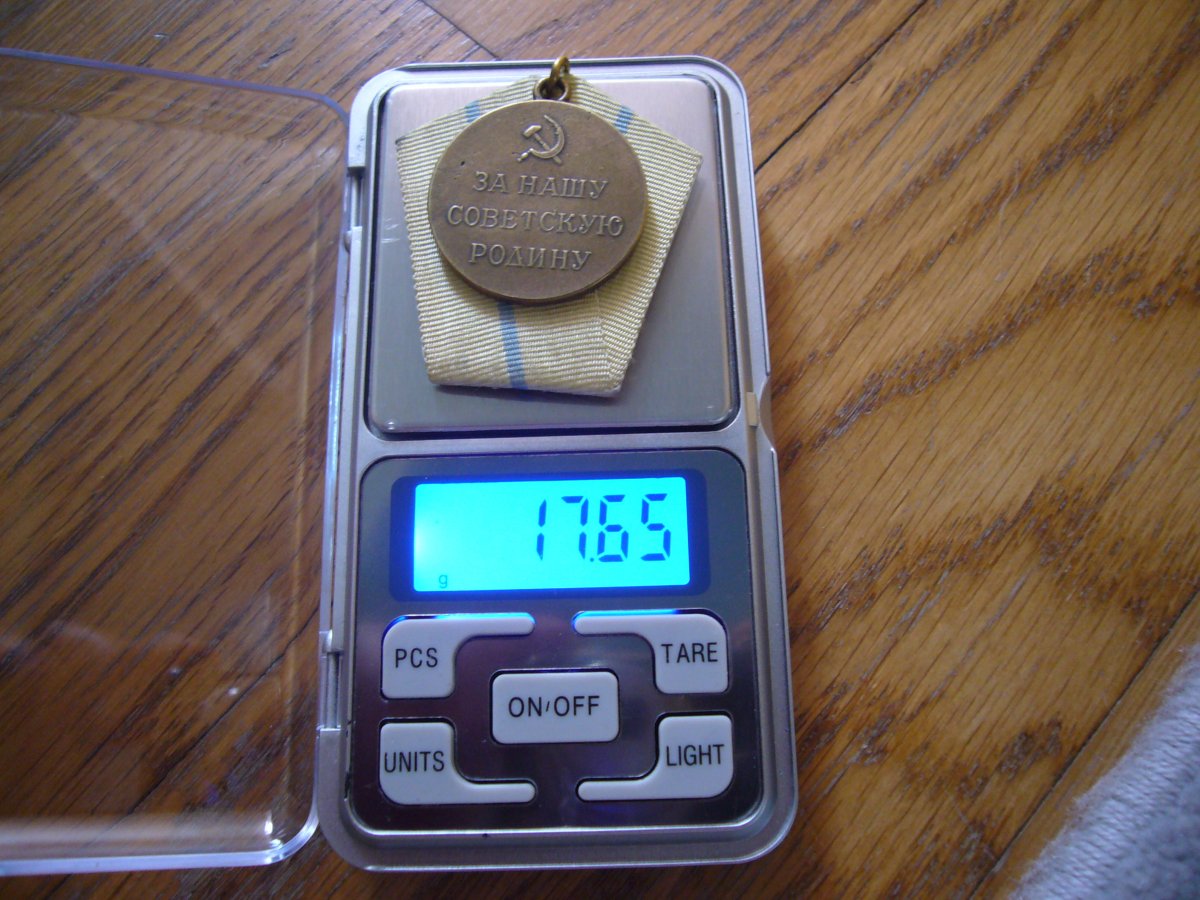 ЗА НАШУ
СОВЕТСКУЮ
РОДИНУ
17.65
g
PCS
TARE
ON/OFF
UNITS
LIGHT